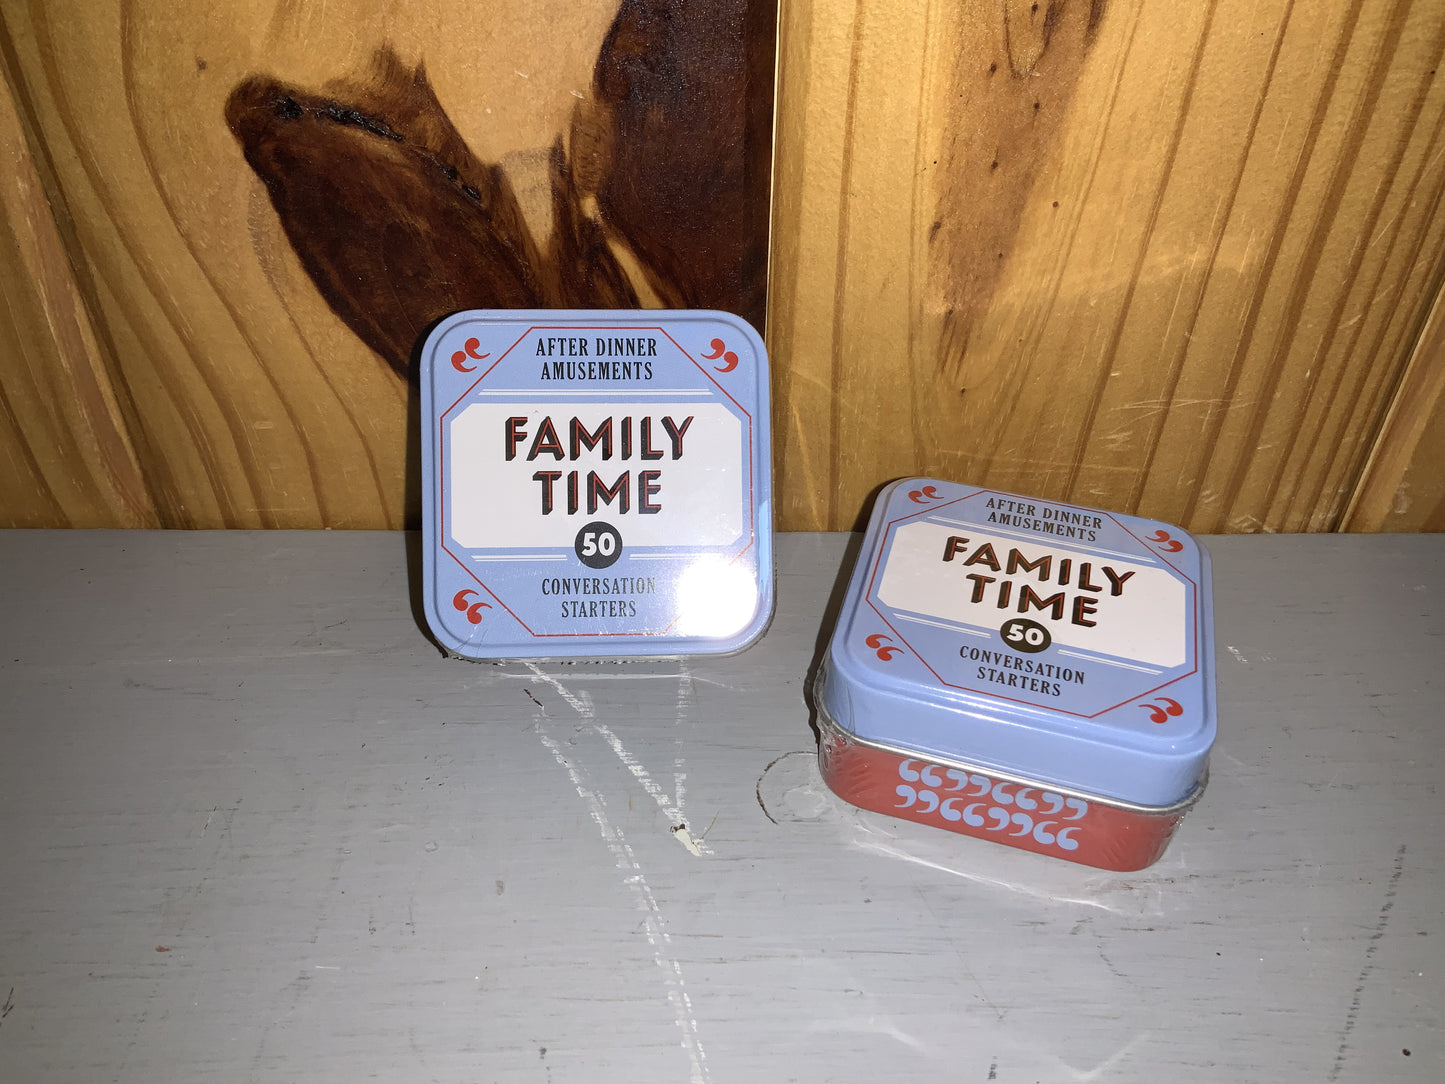 AFTER DINNER
AMUSEMENTS
FAMILY
TIME
50
CONVERSATION
STARTERS
AFTER DINNER
AMUSEMENTS
FAMILY
TIME
50
CONVERSATION
STARTERS